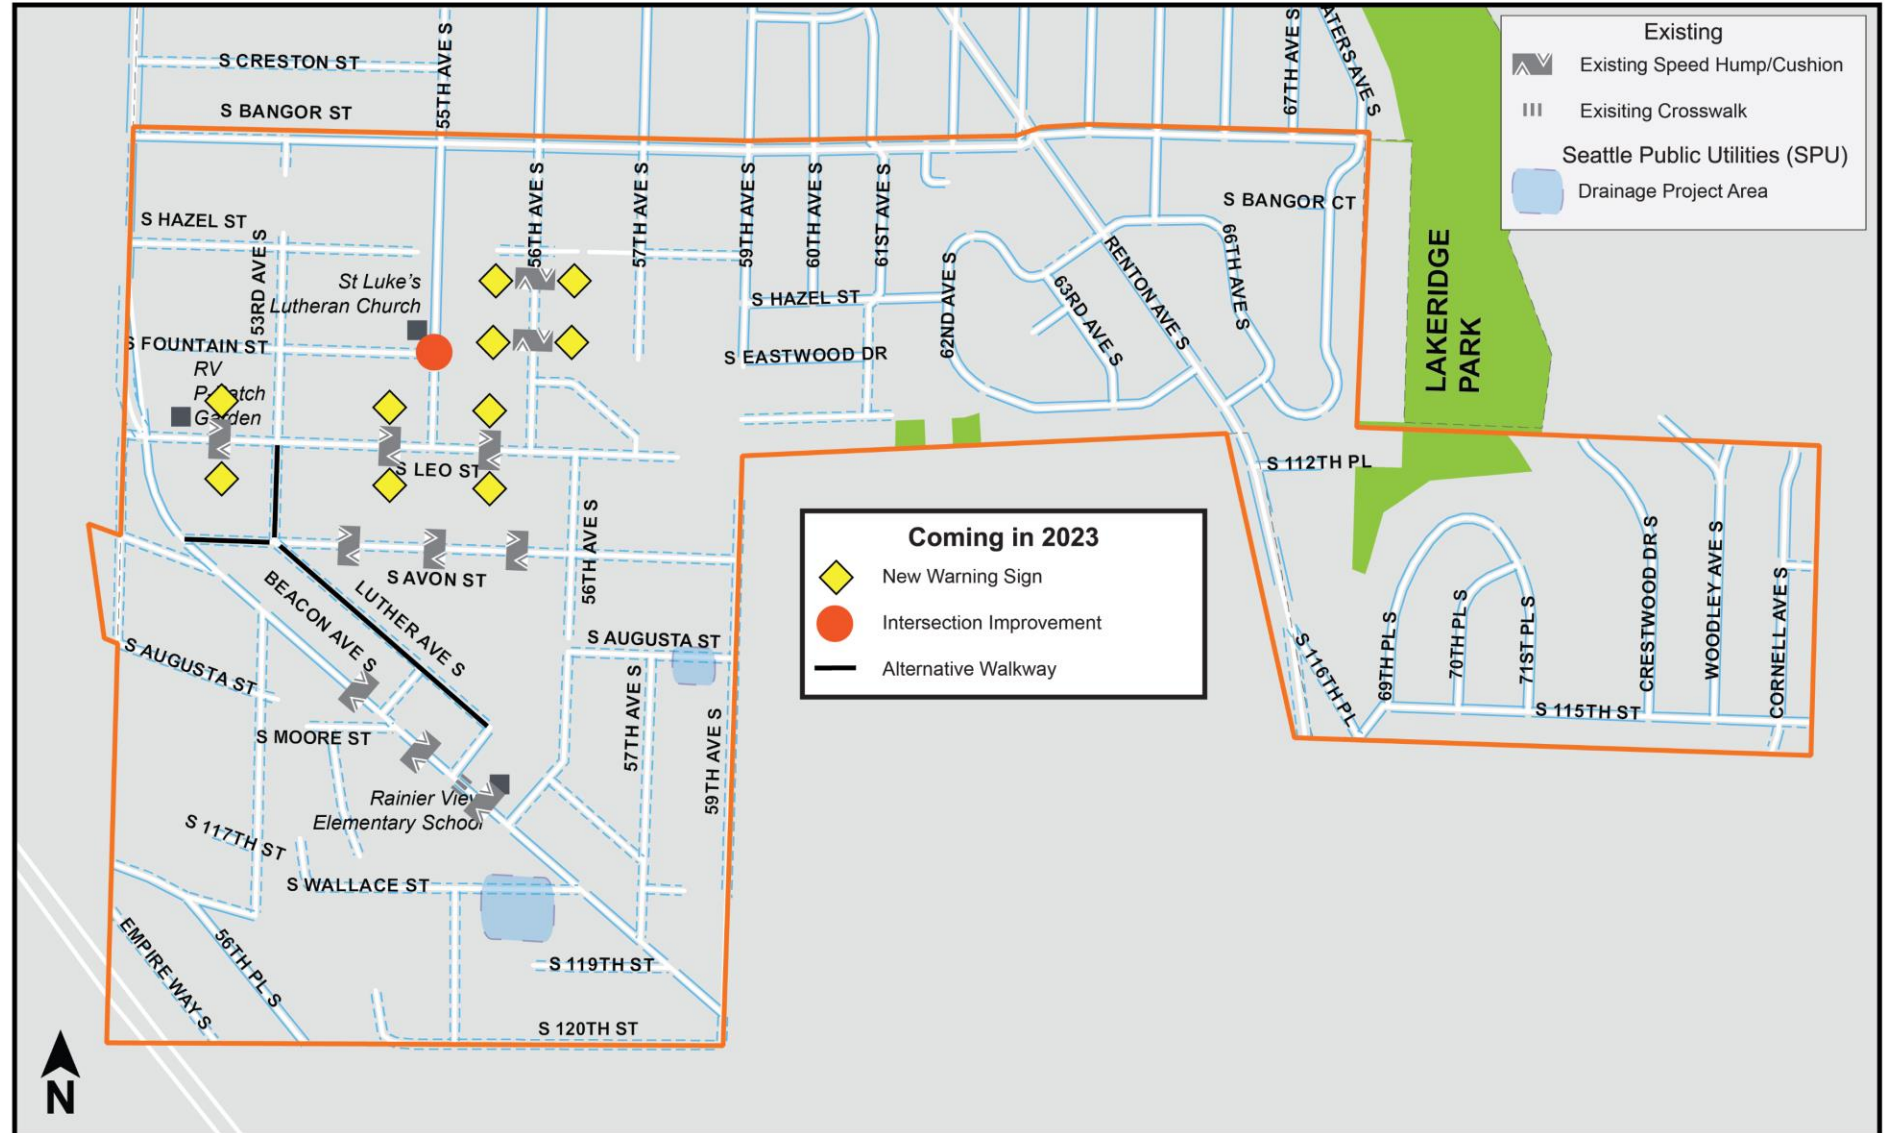 S CRESTON ST
S BANGOR ST
55TH AVE S
67TH AVE S
ATERS AVE S
Existing
Existing Speed Hump/Cushion
Exisiting Crosswalk
Seattle Public Utilities (SPU)
Drainage Project Area
S HAZEL ST
53RD AVE S
56TH AVE S
57TH AVE S
59TH AVE S
60TH AVE S
61ST AVE S
62ND AVE S
63RD AVE S
RENTON AVE S
66TH AVE S
S BANGOR CT
LAKERIDGE
PARK
St Luke's
Lutheran Church
S HAZEL ST
S EASTWOOD DR
S FOUNTAIN ST
RV
Garden
S LEO ST
S 112TH PL
S AVON ST
56TH AVE S
BEACON AVE S
LUTHER AVE S
S AUGUSTA ST
S AUGUSTA ST
S MOORE ST
57TH AVE S
59TH AVE S
Coming in 2023
New Warning Sign
Intersection Improvement
Alternative Walkway
S 116TH PL
69TH PL S
70TH PL S
71ST PL S
CRESTWOOD DR S
WOODLEY AVE S
CORNELL AVE S
S 115TH ST
Rainier View
Elementary School
S 117TH ST
S WALLACE ST
EMPIRE WAY S
56TH PL S
S 119TH ST
S 120TH ST
N